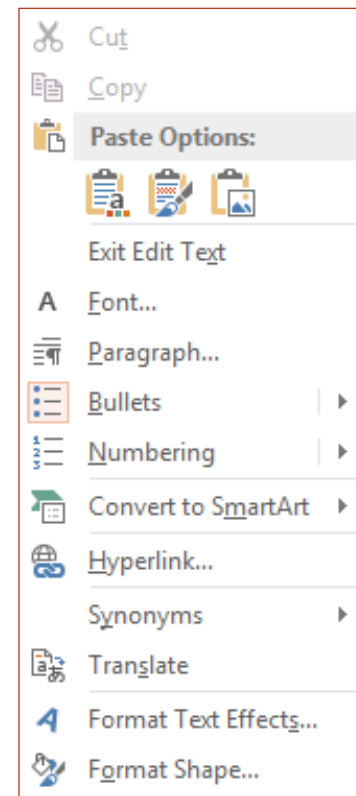 Cut
Copy
Paste Options:
Exit Edit Text
Font...
Paragraph...
Bullets
Numbering
Convert to SmartArt
Hyperlink...
Synonyms
Translate
Format Text Effects...
Format Shape...